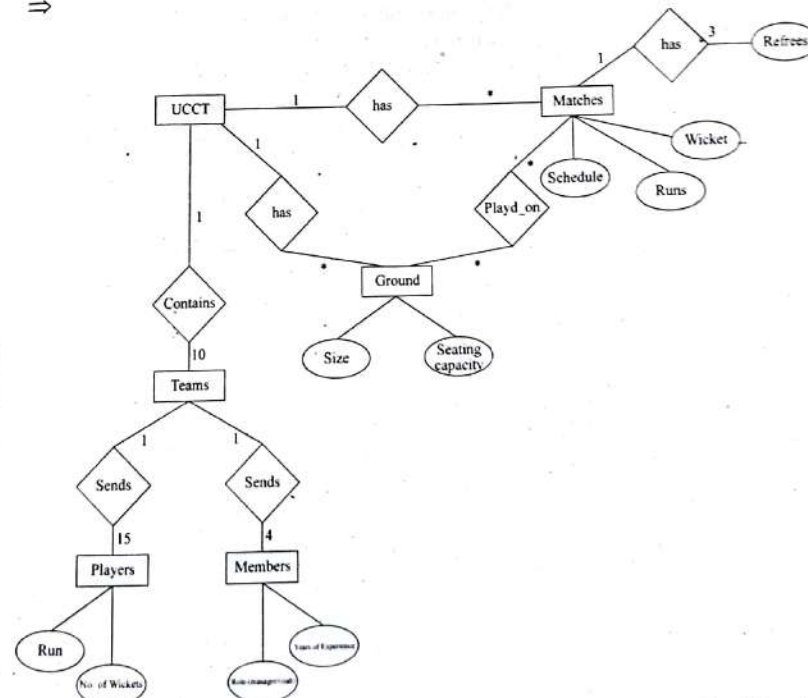 ⇒
3
has
Refrees
1
UCCT
1
has
*
Matches
1
Wicket
*
Schedule
Runs
has
Playd_on
1
*
*
Ground
Contains
Size
Seating
capacity
10
Teams
1
1
Sends
Sends
15
4
Players
Members
Run
Years of Experience
No. of Wickets